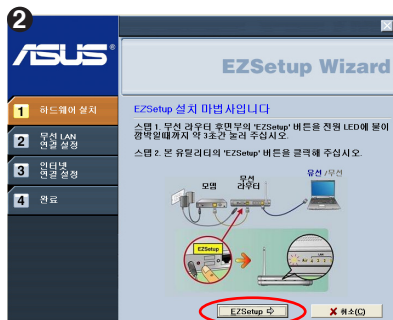 2
ASUS®
EZSetup Wizard
1 하드웨어 설치
2 무선 LAN
연결 설정
3 인터넷
연결 설정
4 완료
EZSetup 설치 마법사입니다
스텝 1. 무선 라우터 후면부의 'EZSetup' 버튼을 전원 LED에 불이
깜박일때까지 약 3초간 눌러 주십시오.
스텝 2. 본 유틸리티의 'EZSetup' 버튼을 클릭해 주십시오.
모뎀
무선
라우터
유선 /무선
EZSetup
EZSetup
취소(C)